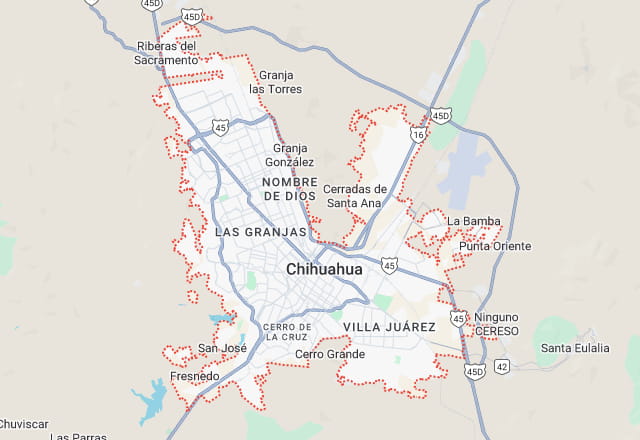 45D
45D
Riberas del
Sacramento
Granja
las Torres
45D
45
16
Granja
González
NOMBRE
DE DIOS
Cerradas de
Santa Ana
La Bamba
LAS GRANJAS
Punta Oriente
Chihuahua
45
Ninguno
CERESO
45
VILLA JUÁREZ
CERRO DE
LA CRUZ
San José
Cerro Grande
Santa Eulalia
42
45D
Fresnedo
Chuviscar
Las Parras